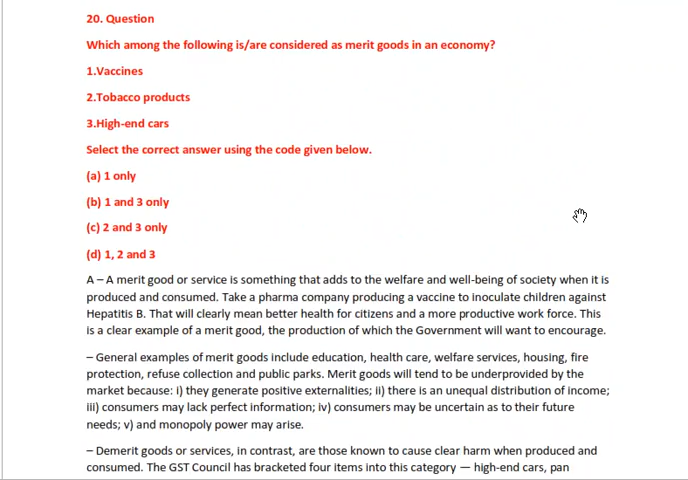 20. Question
Which among the following is/are considered as merit goods in an economy?
1.Vaccines
2.Tobacco products
3.High-end cars
Select the correct answer using the code given below.
(a) 1 only
(b) 1 and 3 only
(c) 2 and 3 only
(d) 1, 2 and 3
A – A merit good or service is something that adds to the welfare and well-being of society when it is
produced and consumed. Take a pharma company producing a vaccine to inoculate children against
Hepatitis B. That will clearly mean better health for citizens and a more productive work force. This
is a clear example of a merit good, the production of which the Government will want to encourage.
– General examples of merit goods include education, health care, welfare services, housing, fire
protection, refuse collection and public parks. Merit goods will tend to be underprovided by the
market because: i) they generate positive externalities; ii) there is an unequal distribution of income;
iii) consumers may lack perfect information; iv) consumers may be uncertain as to their future
needs; v) and monopoly power may arise.
– Demerit goods or services, in contrast, are those known to cause clear harm when produced and
consumed. The GST Council has bracketed four items into this category — high-end cars, pan